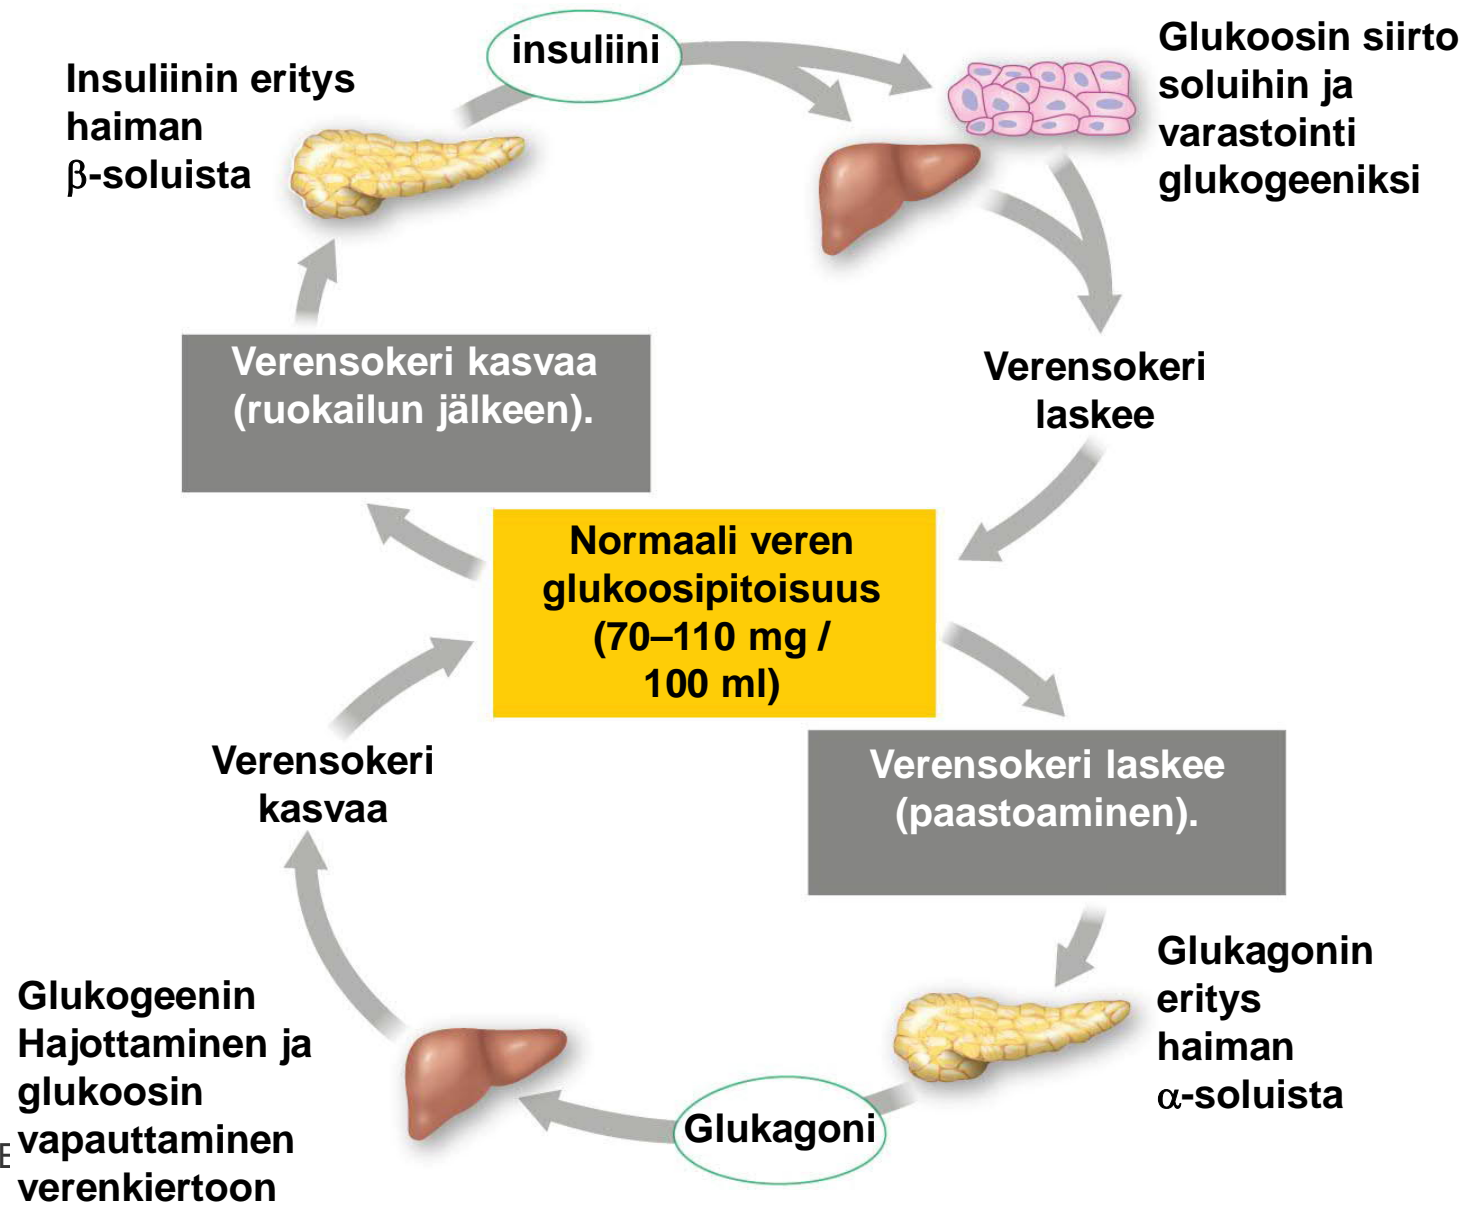 insuliini
Insuliinin eritys
haiman
β-soluista
Glukoosin siirto
soluihin ja
varastointi
glukogeeniksi
Verensokeri kasvaa
(ruokailun jälkeen).
Verensokeri
laskee
Normaali veren
glukoosipitoisuus
(70–110 mg /
100 ml)
Verensokeri
kasvaa
Verensokeri laskee
(paastoaminen).
Glukagonin
eritys
haiman
α-soluista
Glukagoni
Glukogeenin
Hajottaminen ja
glukoosin
vapauttaminen
verenkiertoon
E